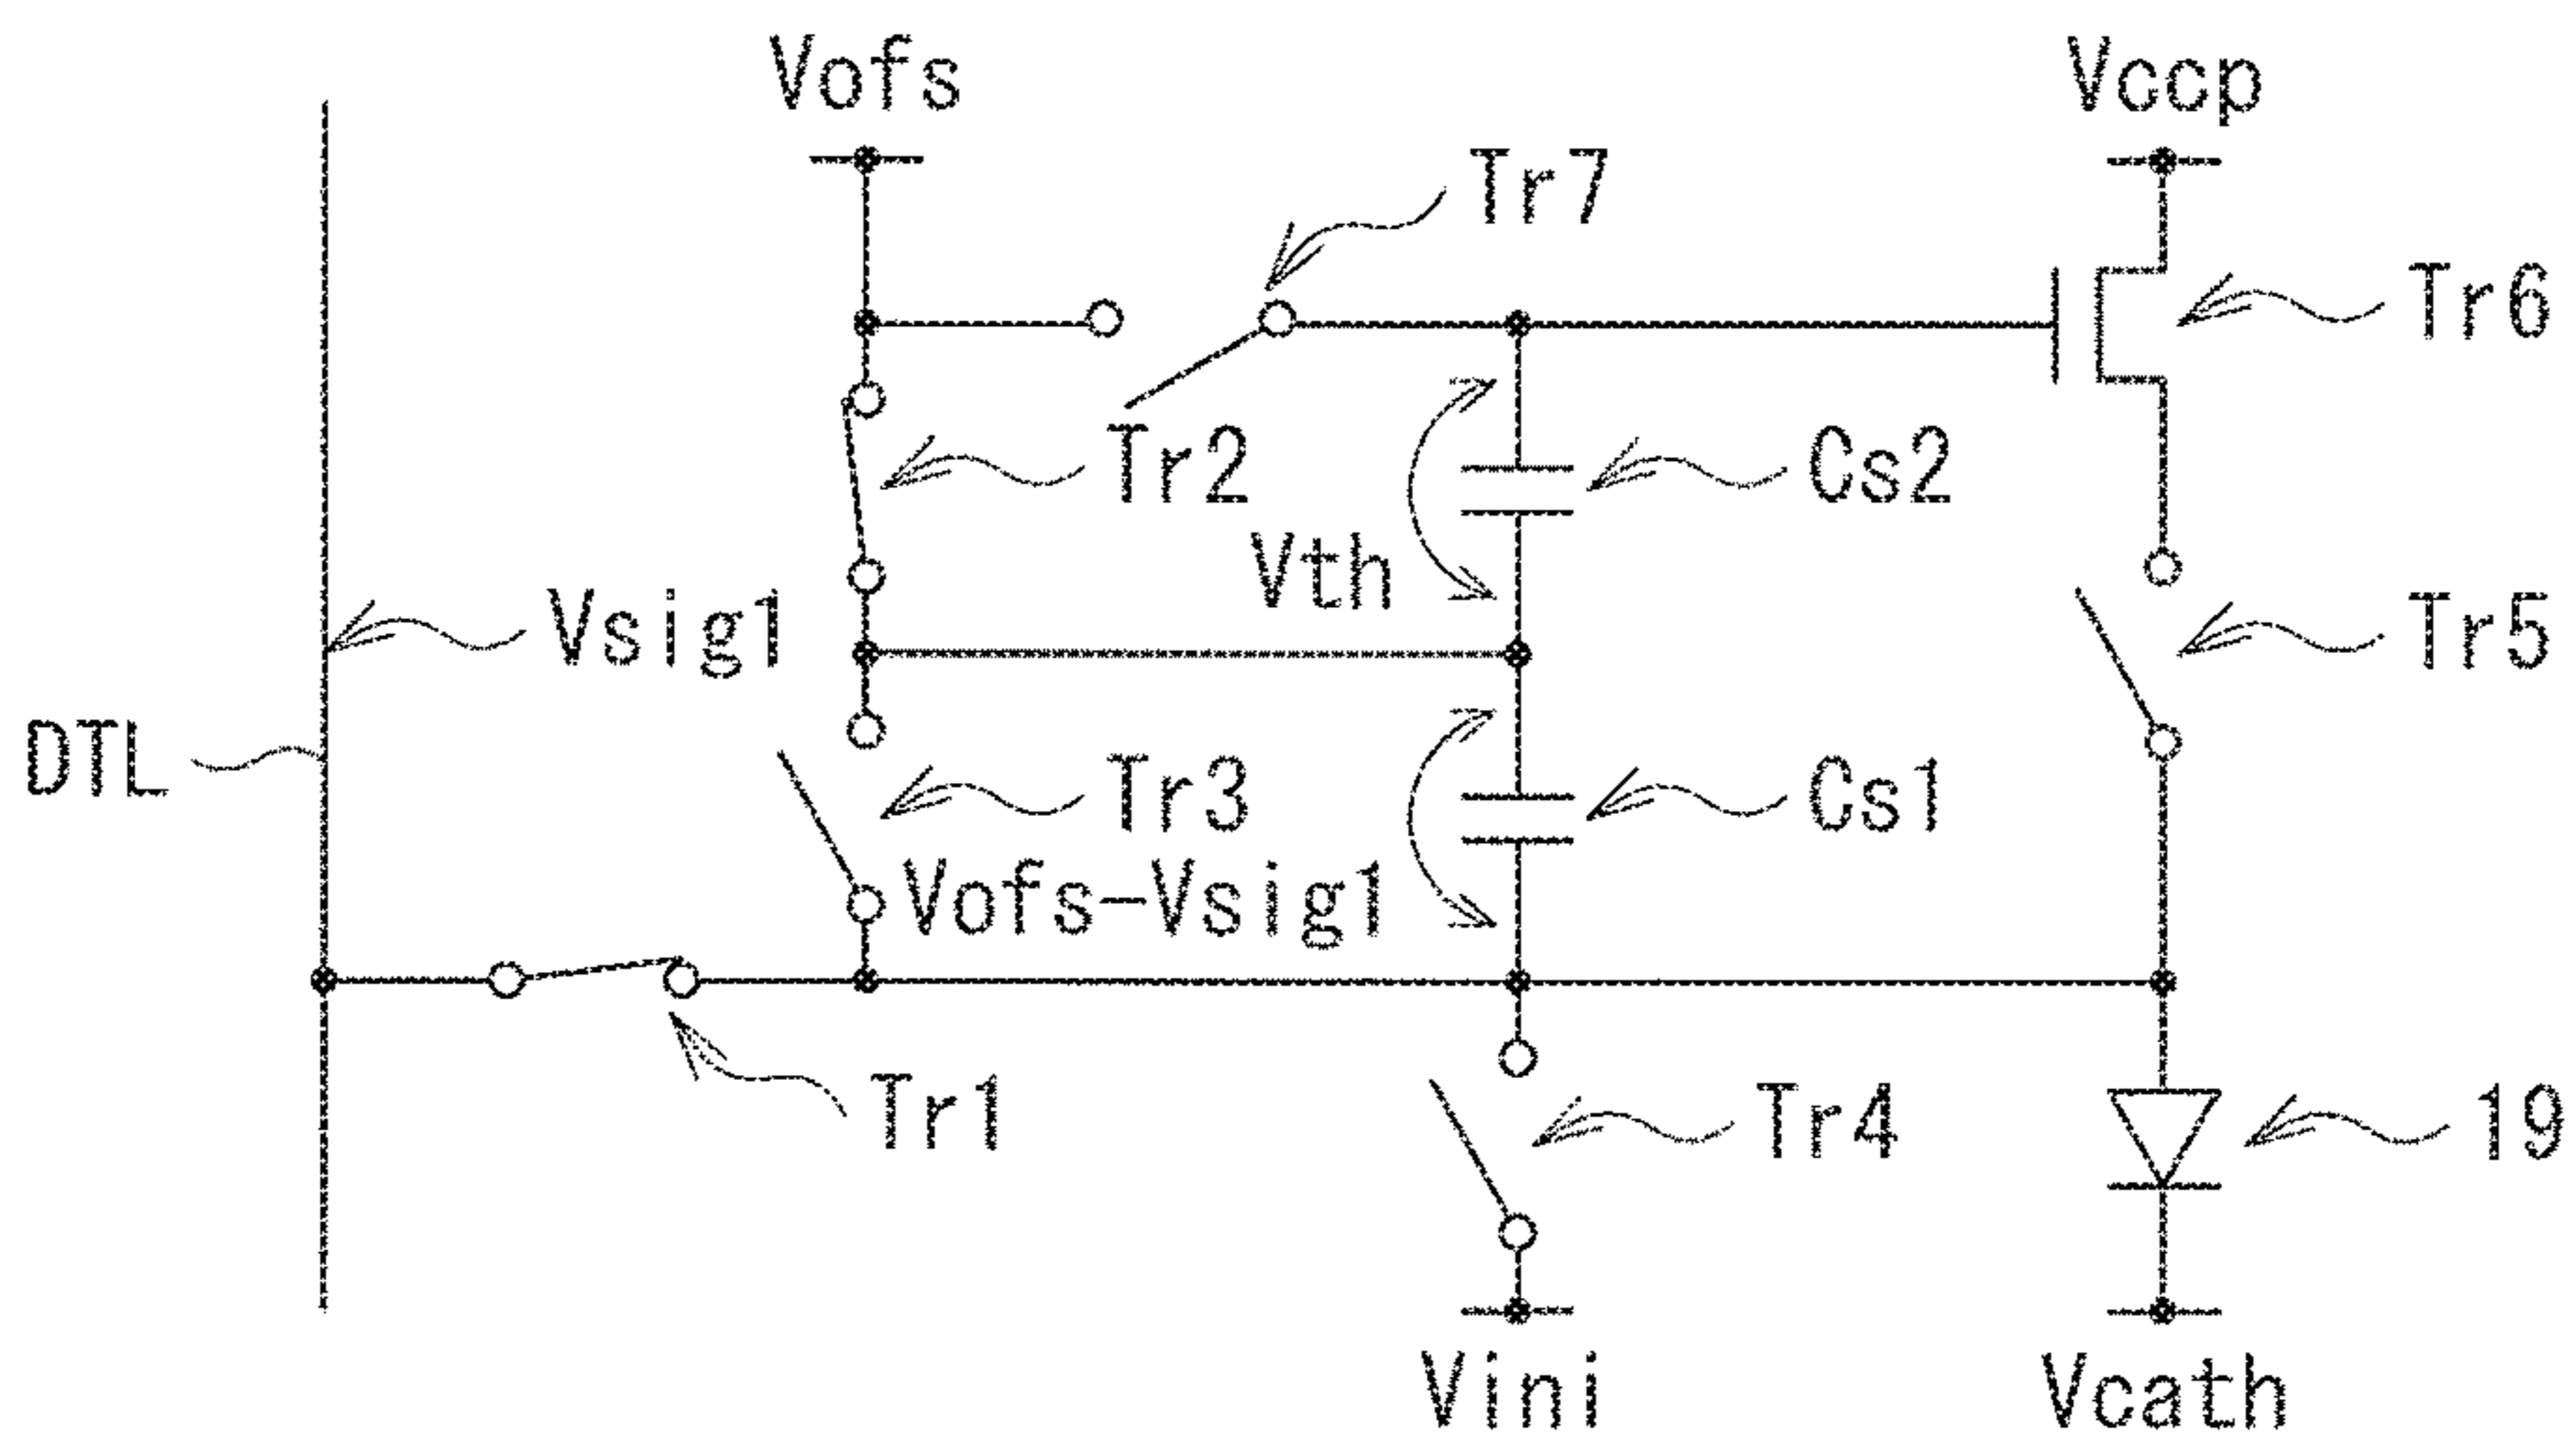 Vofs
Vccp
Tr7
Tr6
Tr2
Cs2
Vth
Vsig1
Tr5
DTL
Tr3
Cs1
Vofs-Vsig1
Tr1
Tr4
19
Vini
Vcath